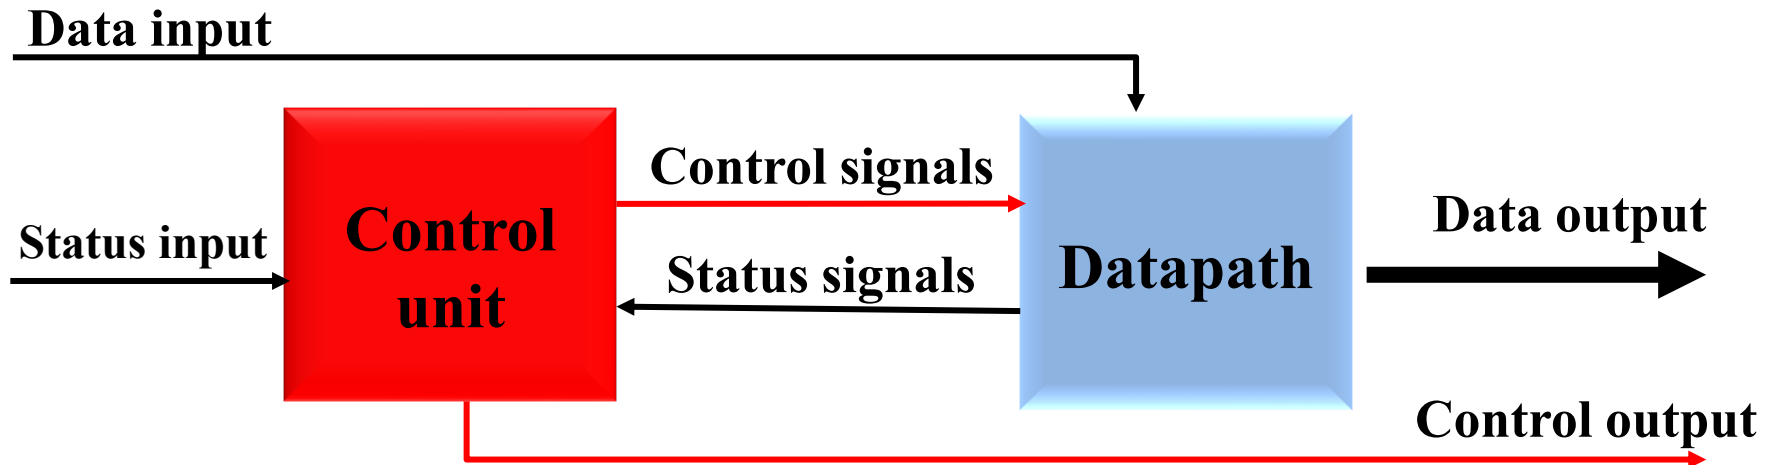 Data input
Control signals
Status input
Control
unit
Status signals
Datapath
Data output
Control output